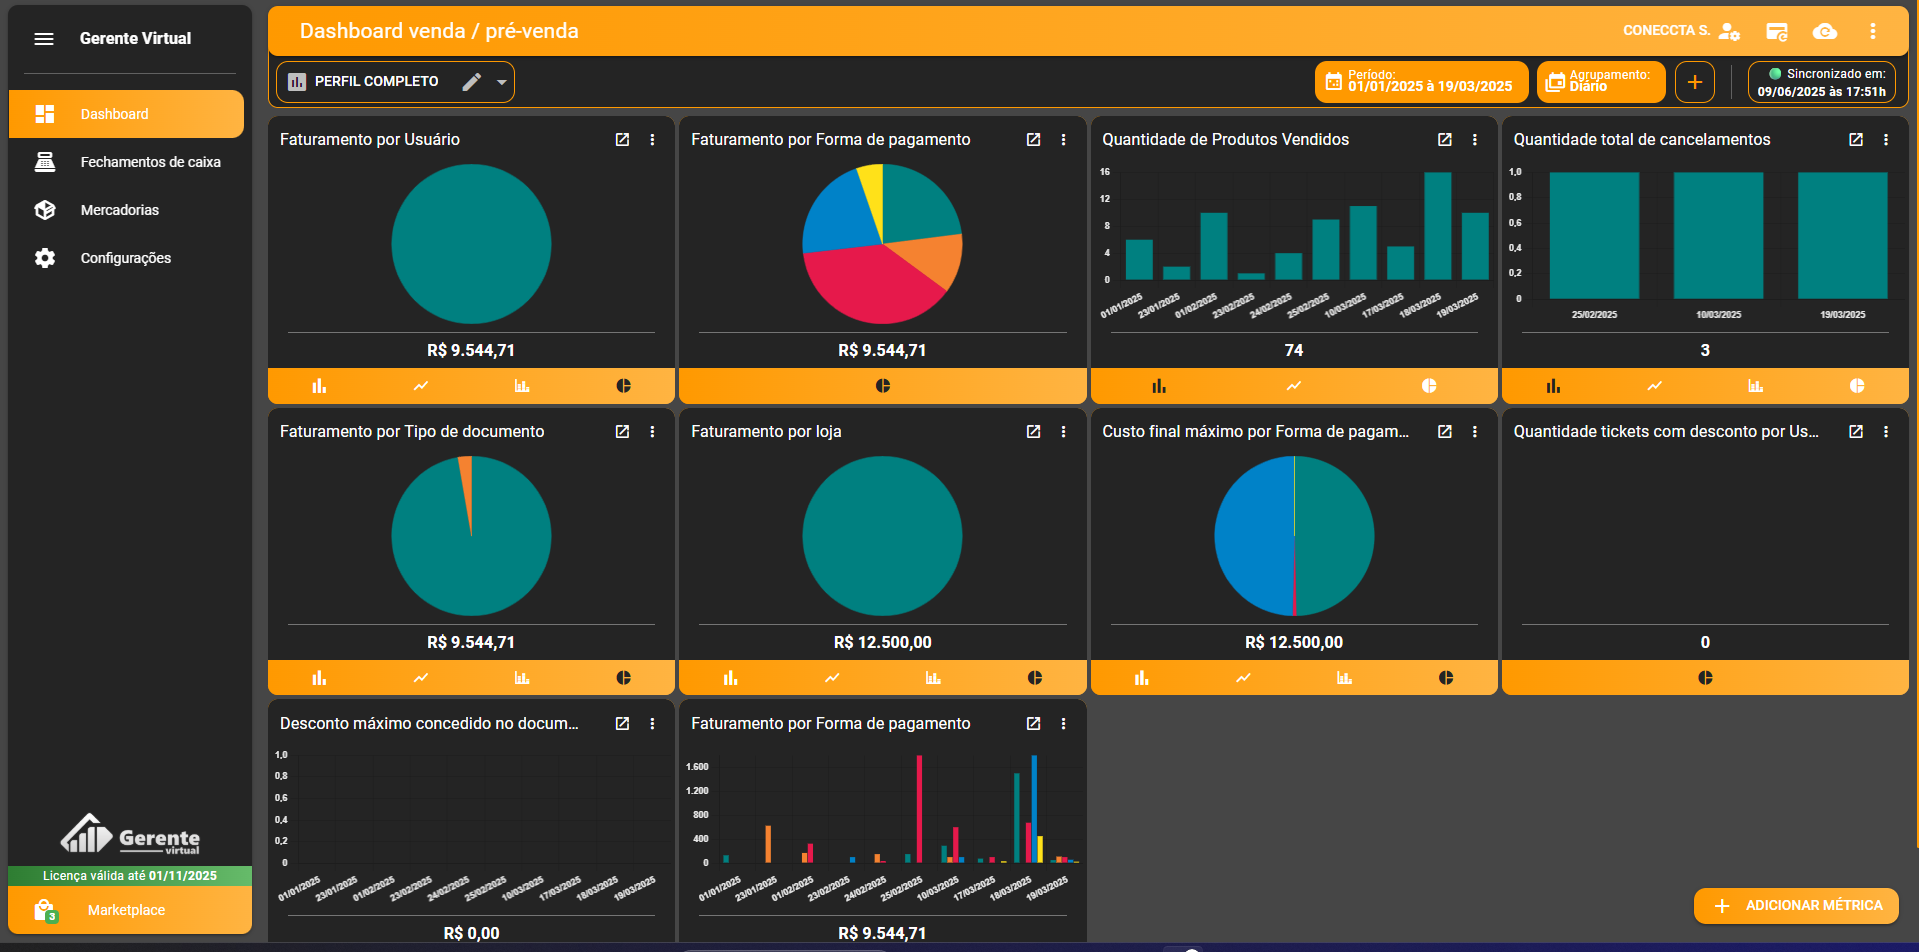 Gerente Virtual
Dashboard
Fechamentos de caixa
Mercadorias
Configurações
Gerente
virtual
Licença válida até 01/11/2025
3
Marketplace
Dashboard venda / pré-venda
CONECCTA S.
PERFIL COMPLETO
Período:
01/01/2025 à 19/03/2025
Agrupamento:
Diário
Sincronizado em:
09/06/2025 às 17:51h
Faturamento por Usuário
R$ 9.544,71
Faturamento por Forma de pagamento
R$ 9.544,71
Quantidade de Produtos Vendidos
16
12
8
4
0
01/01/2025
23/01/2025
01/02/2025
23/02/2025
24/02/2025
25/02/2025
10/03/2025
17/03/2025
18/03/2025
19/03/2025
74
Quantidade total de cancelamentos
1,0
0,8
0,6
0,4
0,2
0
25/02/2025
10/03/2025
19/03/2025
3
Faturamento por Tipo de documento
R$ 9.544,71
Faturamento por loja
R$ 12.500,00
Custo final máximo por Forma de pagam...
R$ 12.500,00
Quantidade tickets com desconto por Us...
0
Desconto máximo concedido no docum...
1,0
0,8
0,6
0,4
0,2
0
01/01/2025
23/01/2025
01/02/2025
23/02/2025
24/02/2025
25/02/2025
10/03/2025
17/03/2025
18/03/2025
19/03/2025
R$ 0,00
Faturamento por Forma de pagamento
1.600
1.200
800
400
0
01/01/2025
23/01/2025
01/02/2025
23/02/2025
24/02/2025
25/02/2025
10/03/2025
17/03/2025
18/03/2025
19/03/2025
R$ 9.544,71
ADICIONAR MÉTRICA